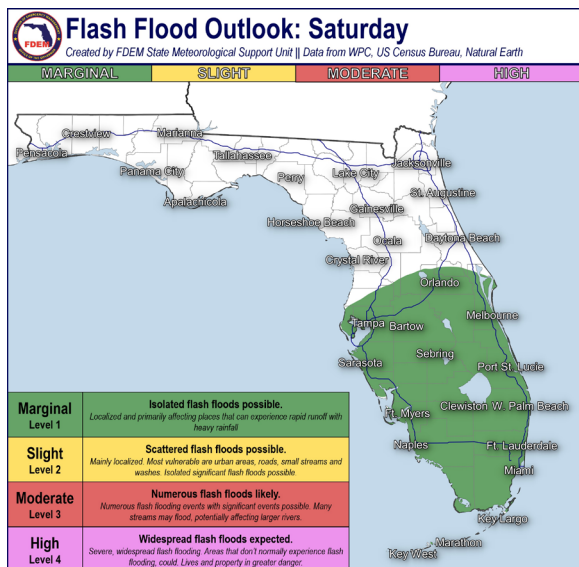 Flash Flood Outlook: Saturday
FDEM
Created by FDEM State Meteorological Support Unit || Data from WPC, US Census Bureau, Natural Earth
MARGINAL SLIGHT MODERATE HIGH
Crestview
Marianna
Pensacola
Tallahassee
Jacksonville
Panama City
Perry
Lake City
St. Augustine
Apalachicola
Gainesville
Horseshoe Beach
Ocala
Daytona Beach
Crystal River
Orlando
Melbourne
Tampa
Bartow
Sebring
Sarasota
Port St. Lucie
Ft. Myers
Clewiston
W. Palm Beach
Naples
Ft. Lauderdale
Miami
Key Largo
Marathon
Key West
Marginal
Level 1
Isolated flash floods possible.
Localized and primarily affecting places that can experience rapid runoff with
heavy rainfall
Slight
Level 2
Scattered flash floods possible.
Mainly localized. Most vulnerable are urban areas, roads, small streams and
washes. Isolated significant flash floods possible.
Moderate
Level 3
Numerous flash floods likely.
Numerous flash flooding events with significant events possible. Many
streams may flood, potentially affecting larger rivers.
High
Level 4
Widespread flash floods expected.
Severe, widespread flash flooding. Areas that don't normally experience flash
flooding, could. Lives and property in greater danger.